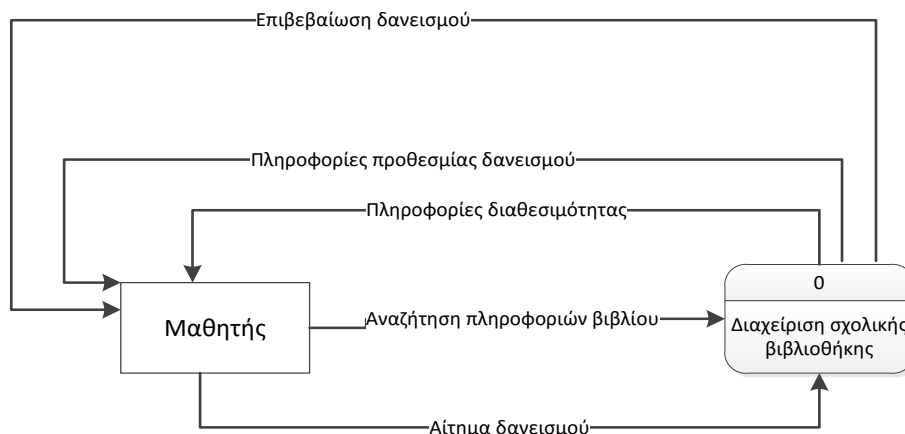 Επιβεβαίωση δανεισμού
Πληροφορίες προθεσμίας δανεισμού
Πληροφορίες διαθεσιμότητας
0
Μαθητής
Αναζήτηση πληροφοριών βιβλίου
Διαχείριση σχολικής
βιβλιοθήκης
Αίτημα δανεισμού